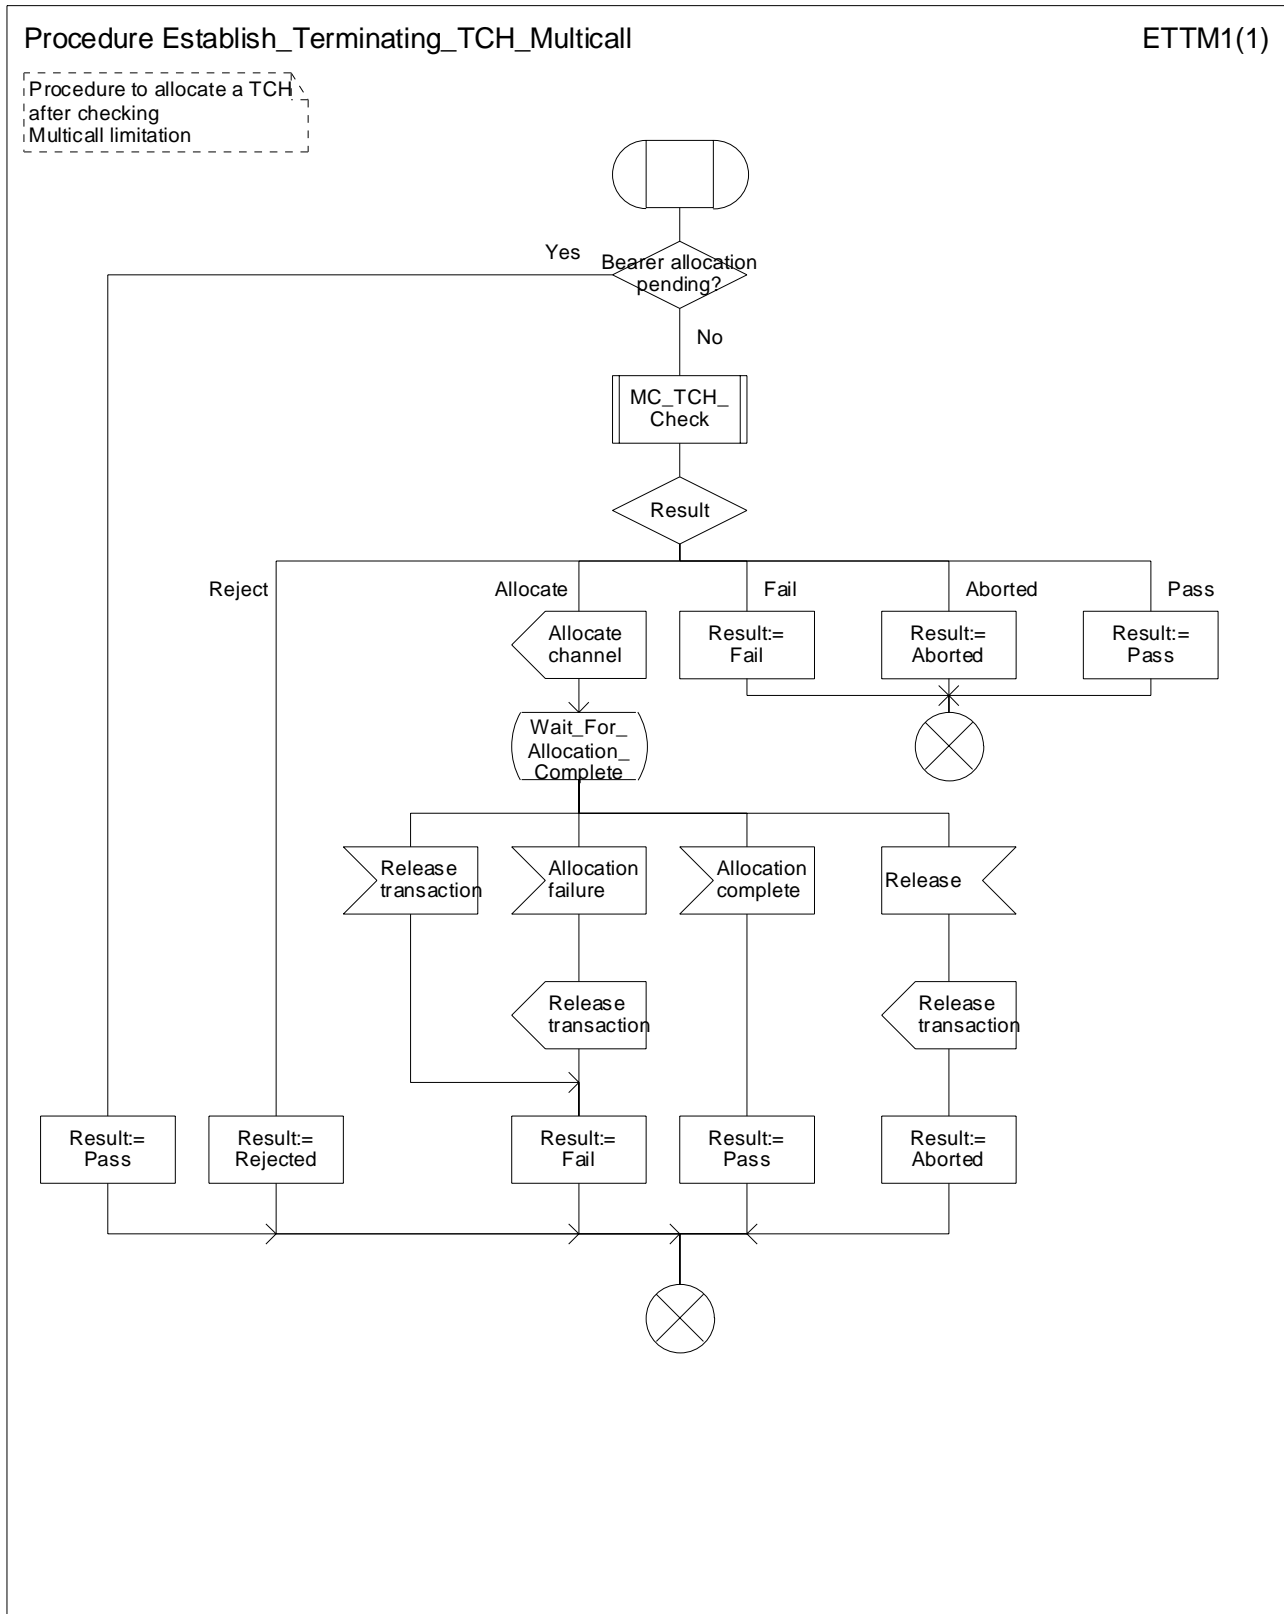 Procedure Establish_Terminating_TCH_Multicall
ETTM1(1)
Procedure to allocate a TCH
after checking
Multicall limitation
Yes
Bearer allocation
pending?
No
MC_TCH_
Check
Result
Reject
Allocate
Fail
Aborted
Pass
Allocate
channel
Result:=
Fail
Result:=
Aborted
Result:=
Pass
Wait_For_
Allocation_
Complete
Release
transaction
Allocation
failure
Allocation
complete
Release
Release
transaction
Release
transaction
Result:=
Pass
Result:=
Rejected
Result:=
Fail
Result:=
Pass
Result:=
Aborted